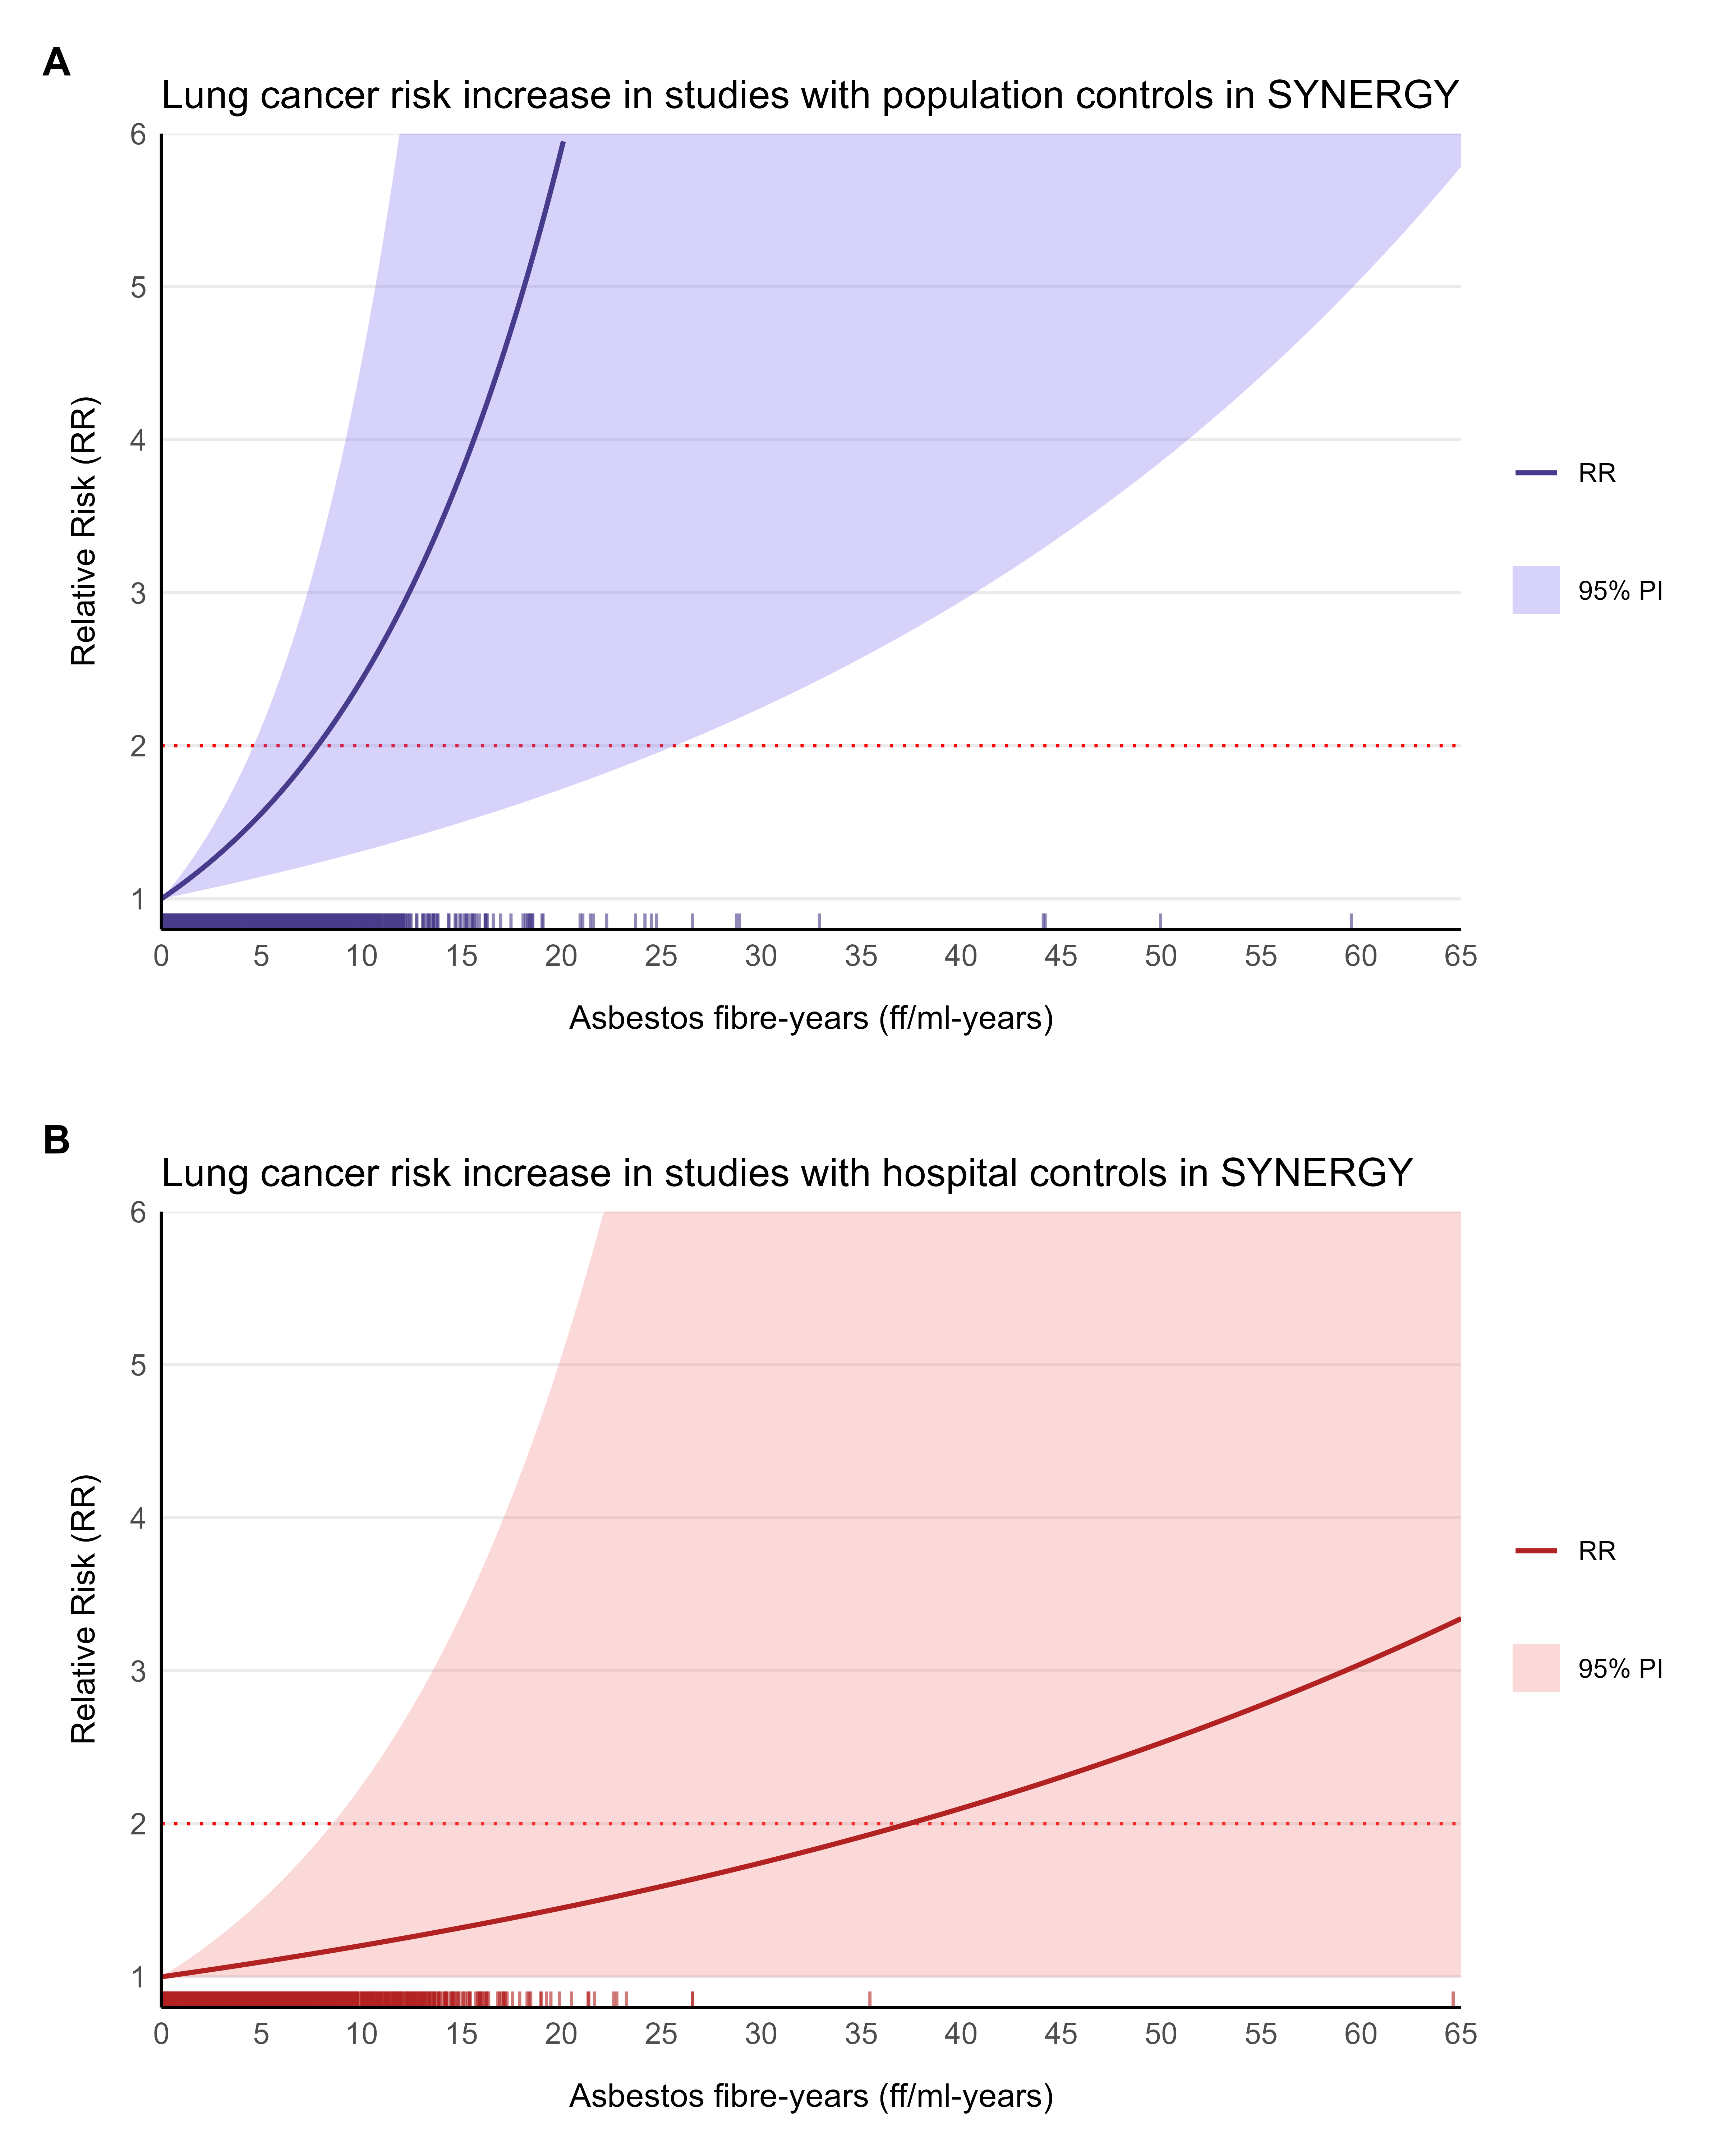 A
Lung cancer risk increase in studies with population controls in SYNERGY
6
5
4
3
2
1
Relative Risk (RR)
RR
95% PI
0 5 10 15 20 25 30 35 40 45 50 55 60 65
Asbestos fibre-years (ff/ml-years)
B
Lung cancer risk increase in studies with hospital controls in SYNERGY
6
5
4
3
2
1
Relative Risk (RR)
RR
95% PI
0 5 10 15 20 25 30 35 40 45 50 55 60 65
Asbestos fibre-years (ff/ml-years)